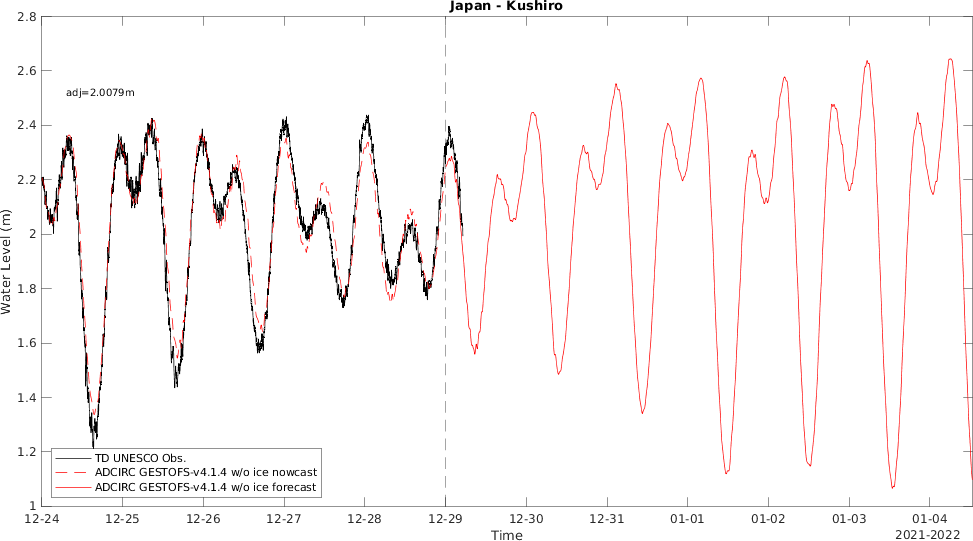 Japan - Kushiro
2.8
2.6
adj=2.0079m
2.4
2.2
Water Level (m)
2
1.8
1.6
1.4
1.2
1
TD UNESCO Obs.
ADCIRC GESTOFS-v4.1.4 w/o ice nowcast
ADCIRC GESTOFS-v4.1.4 w/o ice forecast
12-24 12-25 12-26 12-27 12-28 12-29 12-30 12-31 01-01 01-02 01-03 01-04
Time
2021-2022